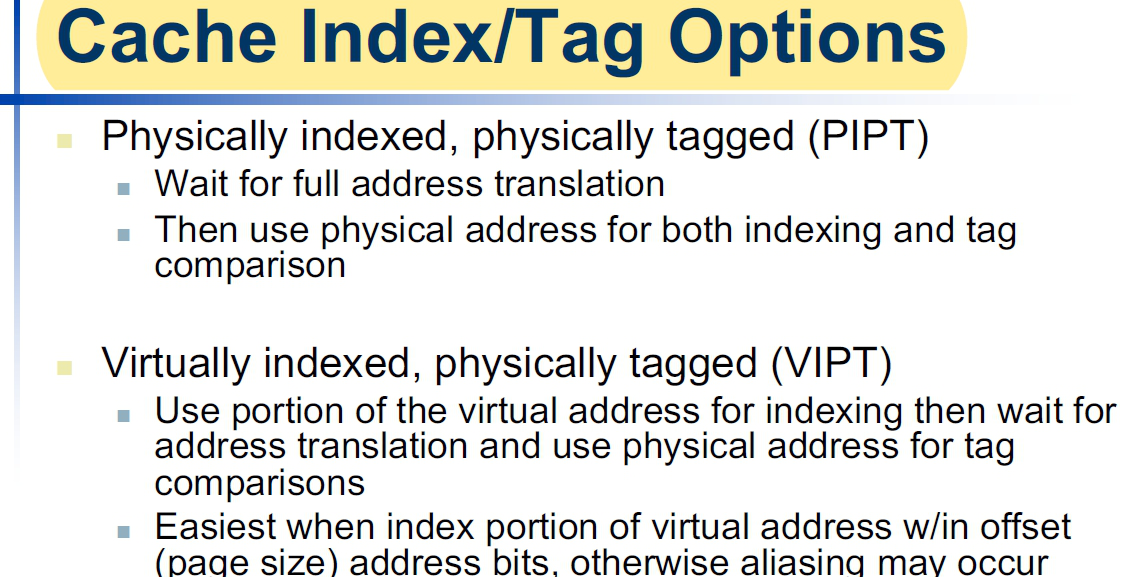 Cache Index/Tag Options
Physically indexed, physically tagged (PIPT)
Wait for full address translation
Then use physical address for both indexing and tag
comparison
Virtually indexed, physically tagged (VIPT)
Use portion of the virtual address for indexing then wait for
address translation and use physical address for tag
comparisons
Easiest when index portion of virtual address w/in offset
(page size) address bits, otherwise aliasing may occur